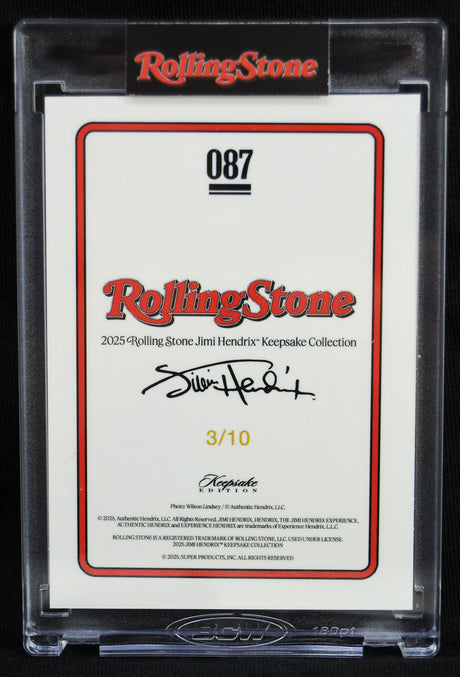 RollingStone
087
RollingStone
2025 Rolling Stone Jimi Hendrix™ Keepsake Collection
Jimi Hendrix
3/10
Keepsake
EDITION
Photo: Wilson Lindsey / © Authentic Hendrix, LLC.
© 2025, Authentic Hendrix, LLC. All Rights Reserved. JIMI HENDRIX, HENDRIX, THE JIMI HENDRIX EXPERIENCE,
AUTHENTIC HENDRIX and EXPERIENCE HENDRIX are trademarks of Experience Hendrix, L.L.C.
ROLLING STONE IS A REGISTERED TRADEMARK OF ROLLING STONE, LLC. USED UNDER LICENSE.
2025 JIMI HENDRIX™ KEEPSAKE COLLECTION
© 2025, SUPER PRODUCTS, INC. ALL RIGHTS RESERVED
BCW 180pt